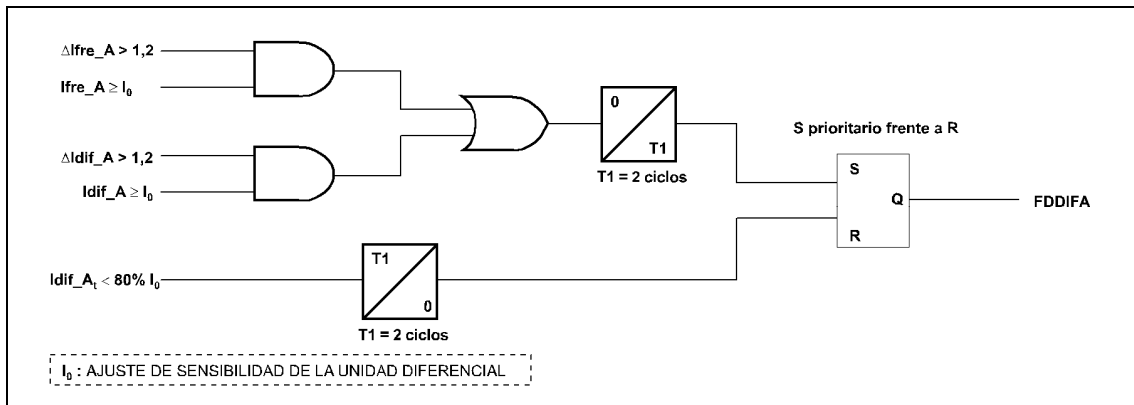 ΔIfre_A > 1,2
Ifre_A ≥ I₀
ΔIdif_A > 1,2
Idif_A ≥ I₀
0
T1
T1 = 2 ciclos
S prioritario frente a R
S
Q
R
FDDIFA
Idif_Aₜ < 80% I₀
T1
0
T1 = 2 ciclos
I₀ : AJUSTE DE SENSIBILIDAD DE LA UNIDAD DIFERENCIAL